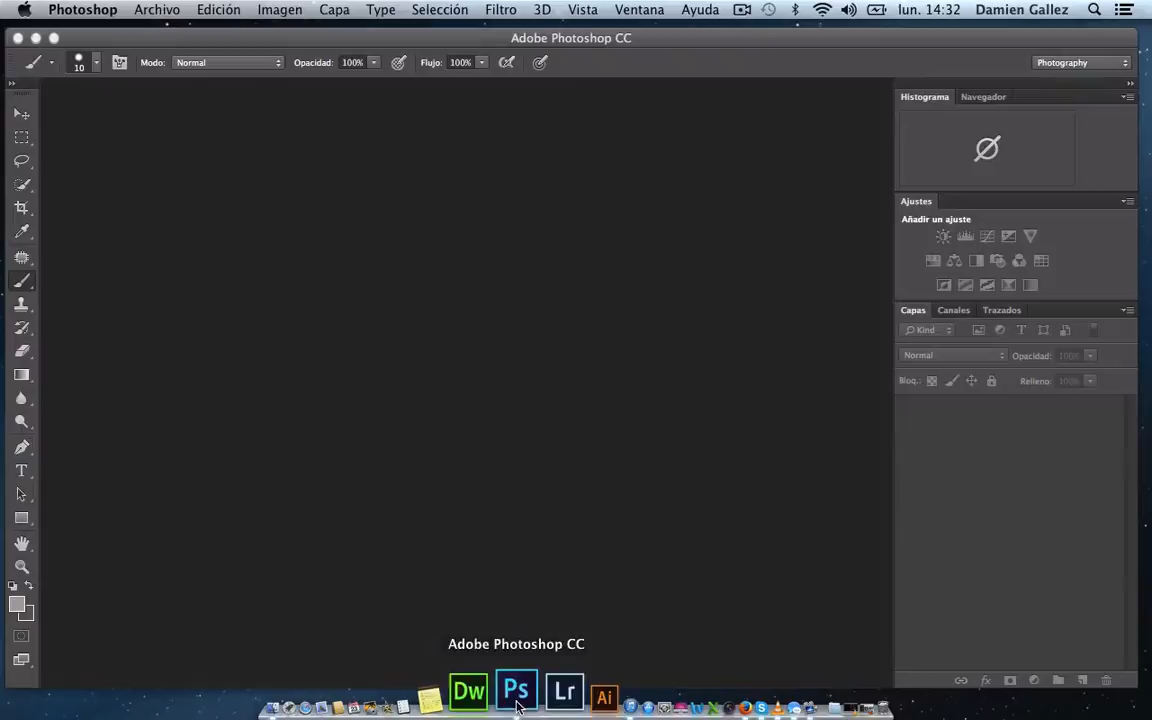 Photoshop Archivo Edición Imagen Capa Type Selección Filtro 3D Vista Ventana Ayuda lun. 14:32 Damien Gallez
Adobe Photoshop CC
10 Modo: Normal Opacidad: 100% Flujo: 100% Photography
Histograma Navegador
Ajustes
Añadir un ajuste
Capas Canales Trazados
Kind
Normal Opacidad: 100%
Bloq.: Relleno: 100%
Adobe Photoshop CC
Dw Ps Lr Ai